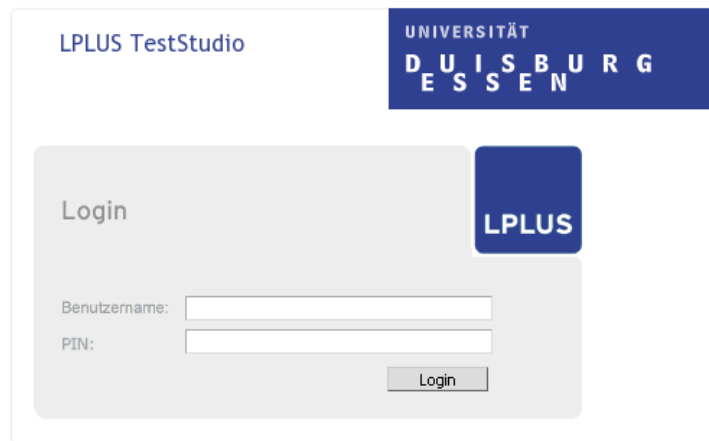 LPLUS TestStudio
UNIVERSITÄT
DUISBURG
ESSEN
Login
LPLUS
Benutzername:
PIN:
Login